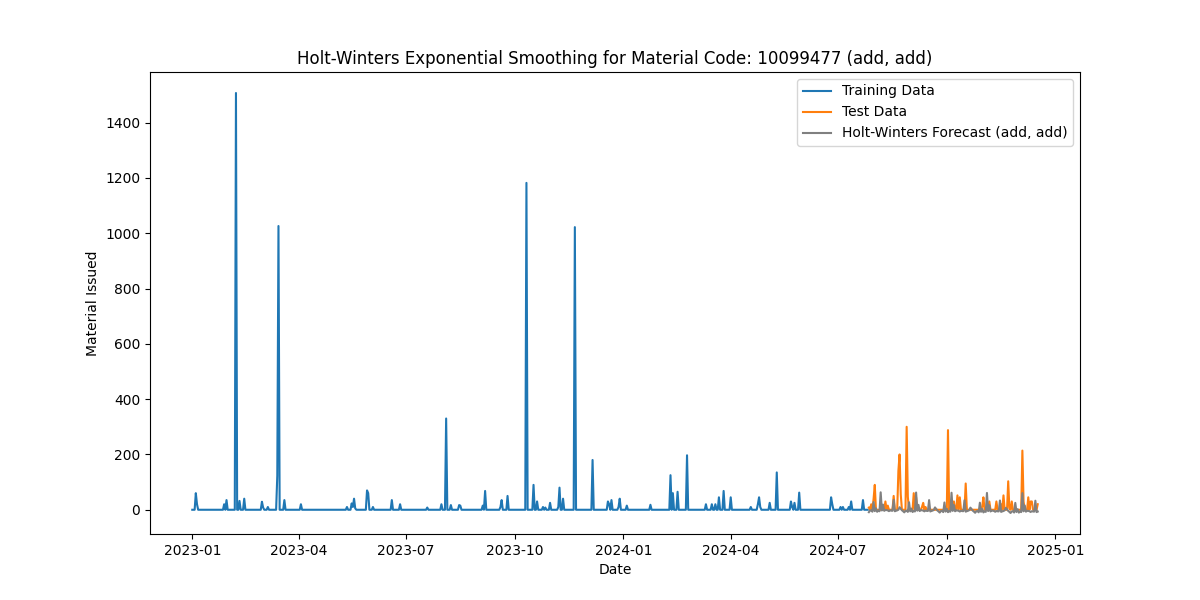 Holt-Winters Exponential Smoothing for Material Code: 10099477 (add, add)
Training Data
Test Data
Holt-Winters Forecast (add, add)
Material Issued
1400
1200
1000
800
600
400
200
0
2023-01
2023-04
2023-07
2023-10
2024-01
2024-04
2024-07
2024-10
2025-01
Date